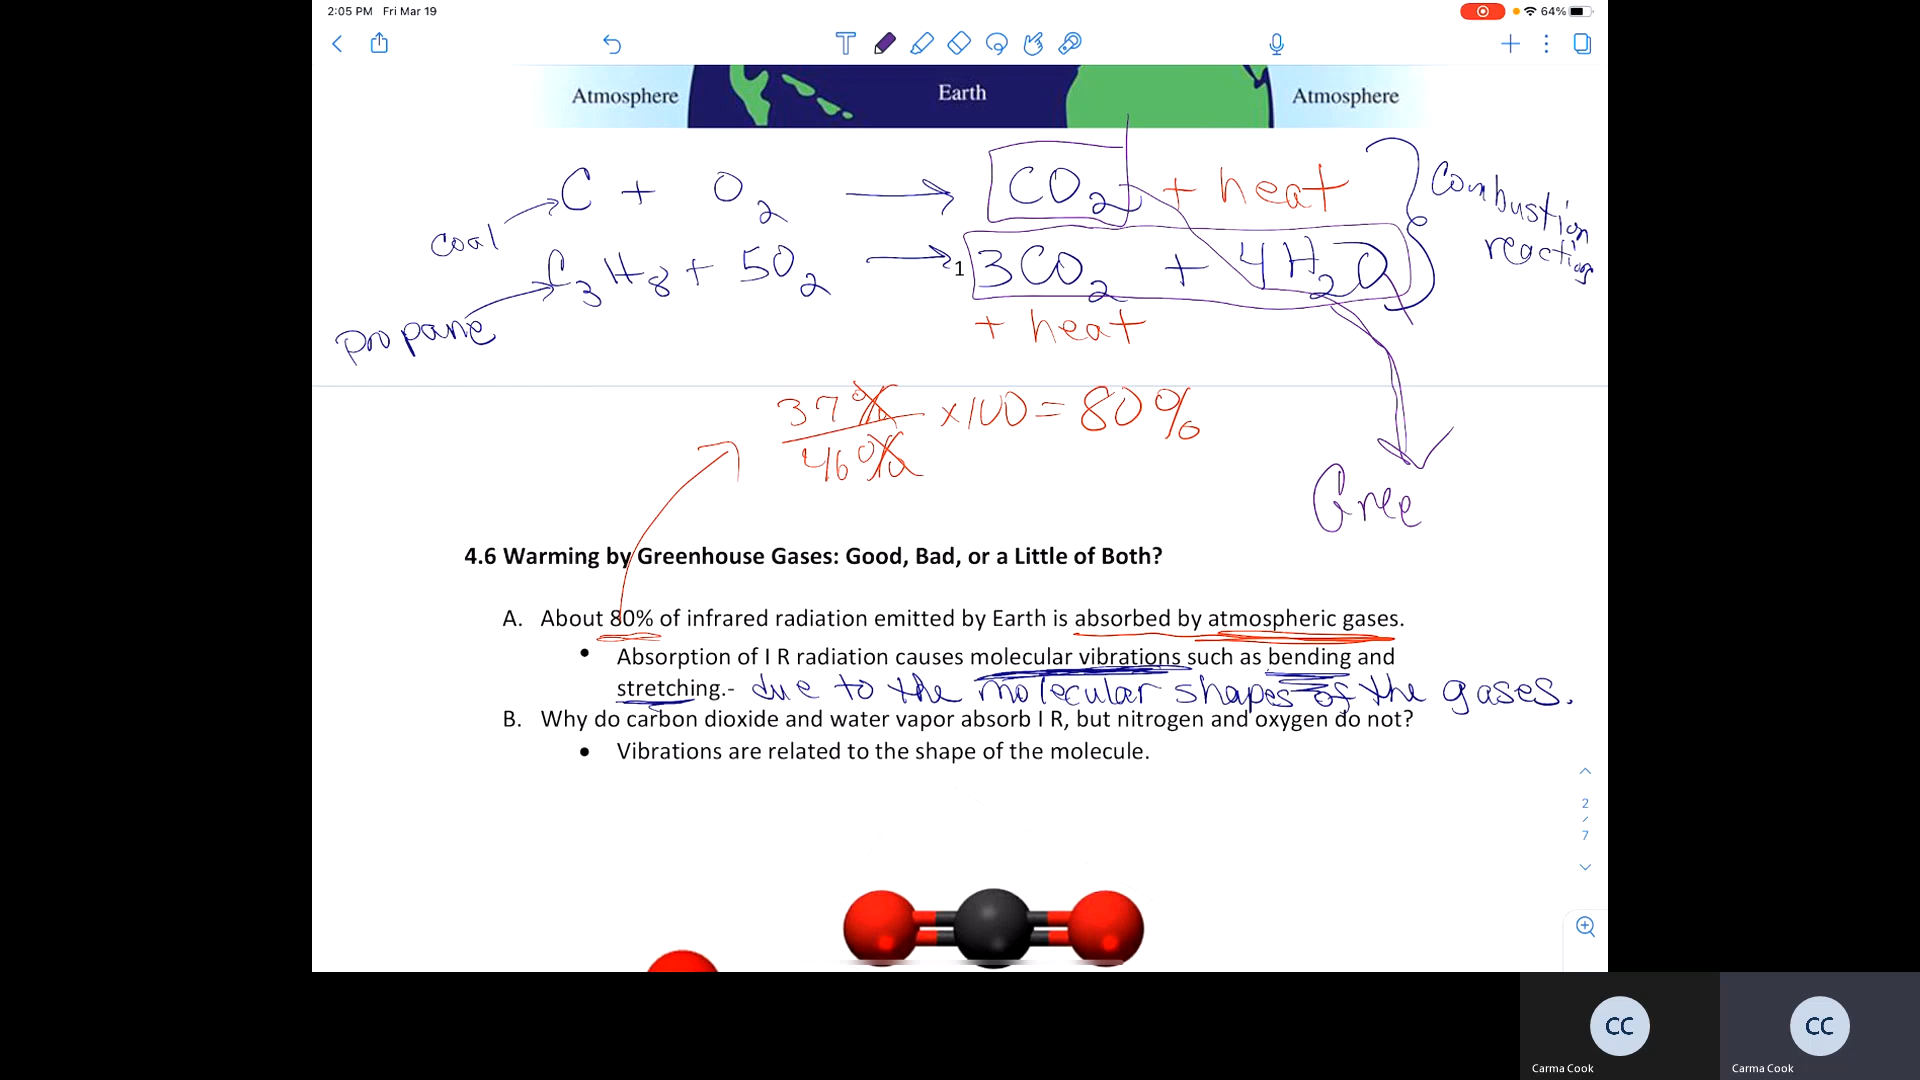 2:05 PM Fri Mar 19
64%
Atmosphere Earth Atmosphere
C + O2 → CO2 + heat
coal
Combustion
reactions
C3H8 + 5O2 → 1 3CO2 + 4H2O
+ heat
propane
37%
46%
x100 = 80%
Gree
4.6 Warming by Greenhouse Gases: Good, Bad, or a Little of Both?
A. About 80% of infrared radiation emitted by Earth is absorbed by atmospheric gases.
• Absorption of I R radiation causes molecular vibrations such as bending and
stretching.- due to the molecular shapes of the gases.
B. Why do carbon dioxide and water vapor absorb I R, but nitrogen and oxygen do not?
• Vibrations are related to the shape of the molecule.
2
/
7
CC CC
Carma Cook Carma Cook